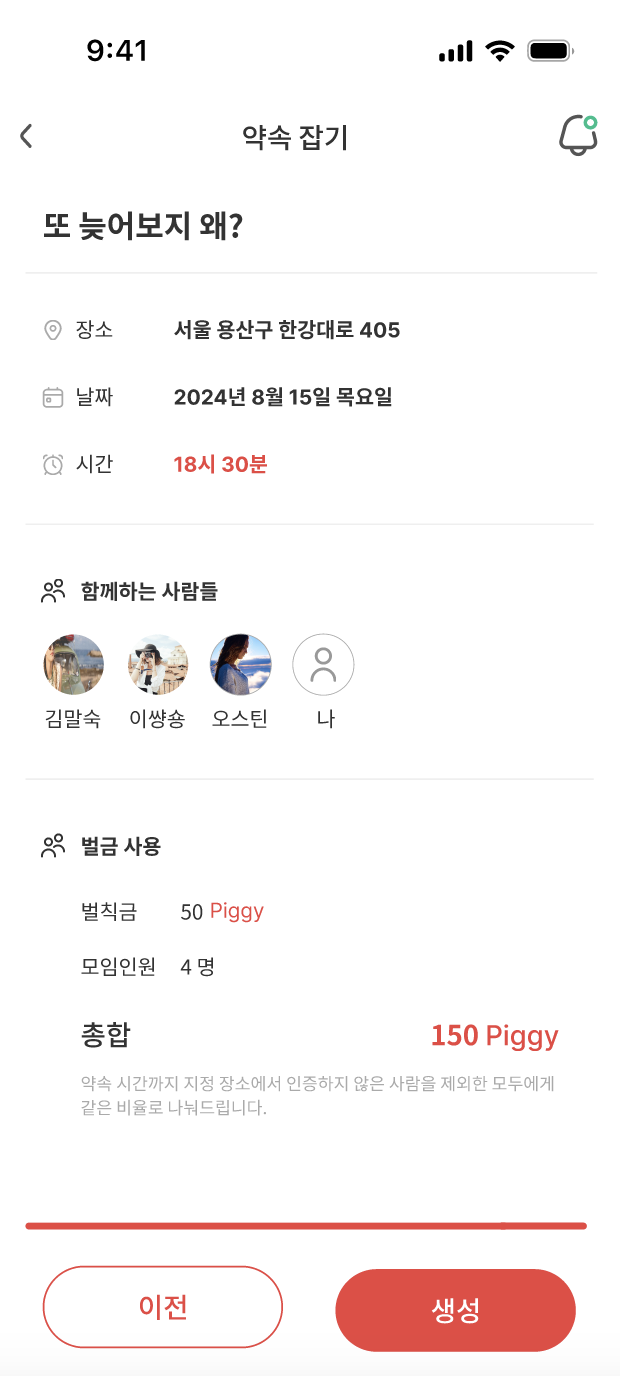 9:41
약속 잡기
또 늦어보지 왜?
장소 서울 용산구 한강대로 405
날짜 2024년 8월 15일 목요일
시간 18시 30분
함께하는 사람들
김말숙 이썅숑 오스틴 나
벌금 사용
벌칙금 50 Piggy
모임인원 4 명
총합 150 Piggy
약속 시간까지 지정 장소에서 인증하지 않은 사람을 제외한 모두에게
같은 비율로 나눠드립니다.
이전 생성